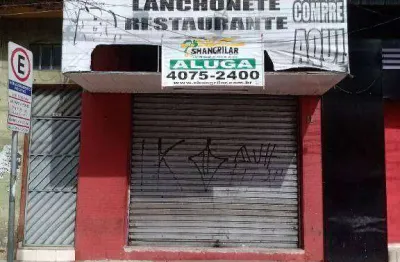 LANCHONETE
RESTAURANTE
COMPRE
AQUI
SHANGRILAR
ALUGA
4075-2400
E